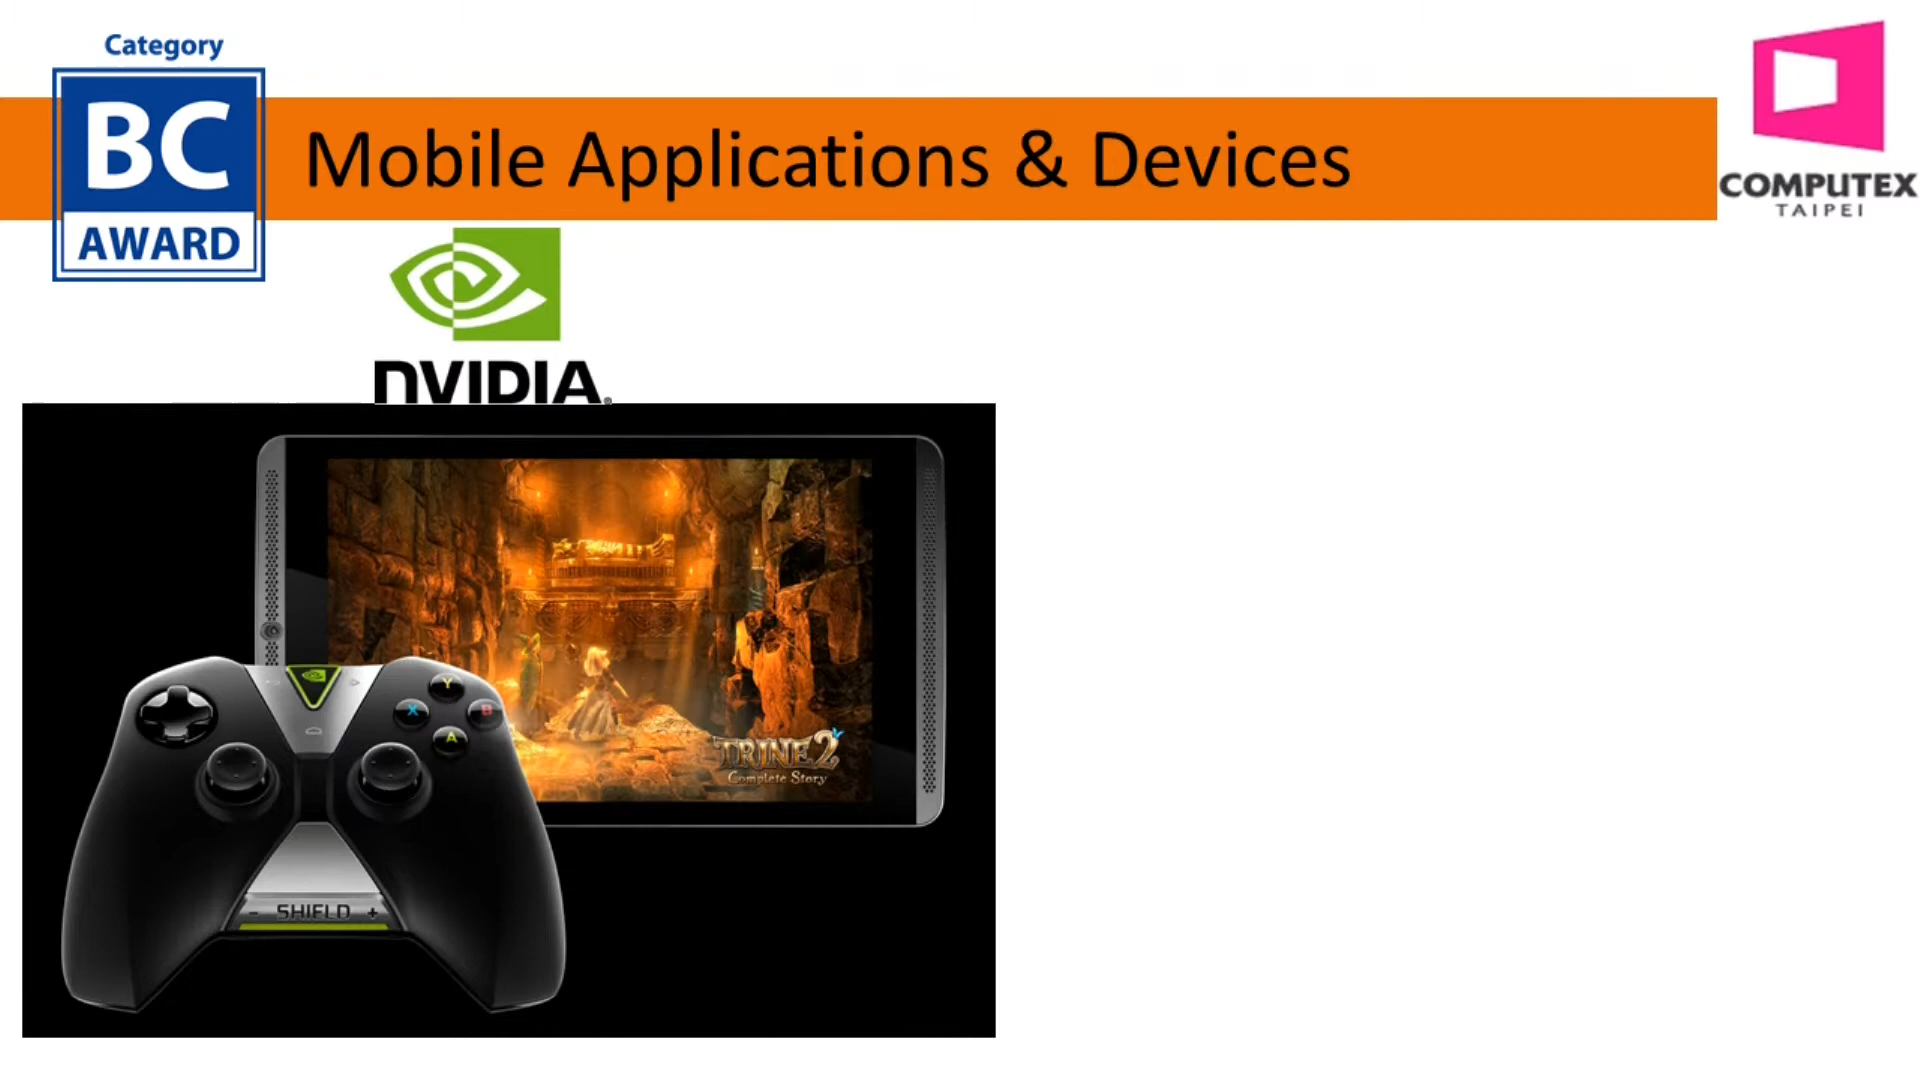 Category
BC
AWARD
Mobile Applications & Devices
COMPUTEX
TAIPEI
NVIDIA®
TRINE 2
Complete Story
Y
X
B
A
- SHIELD +